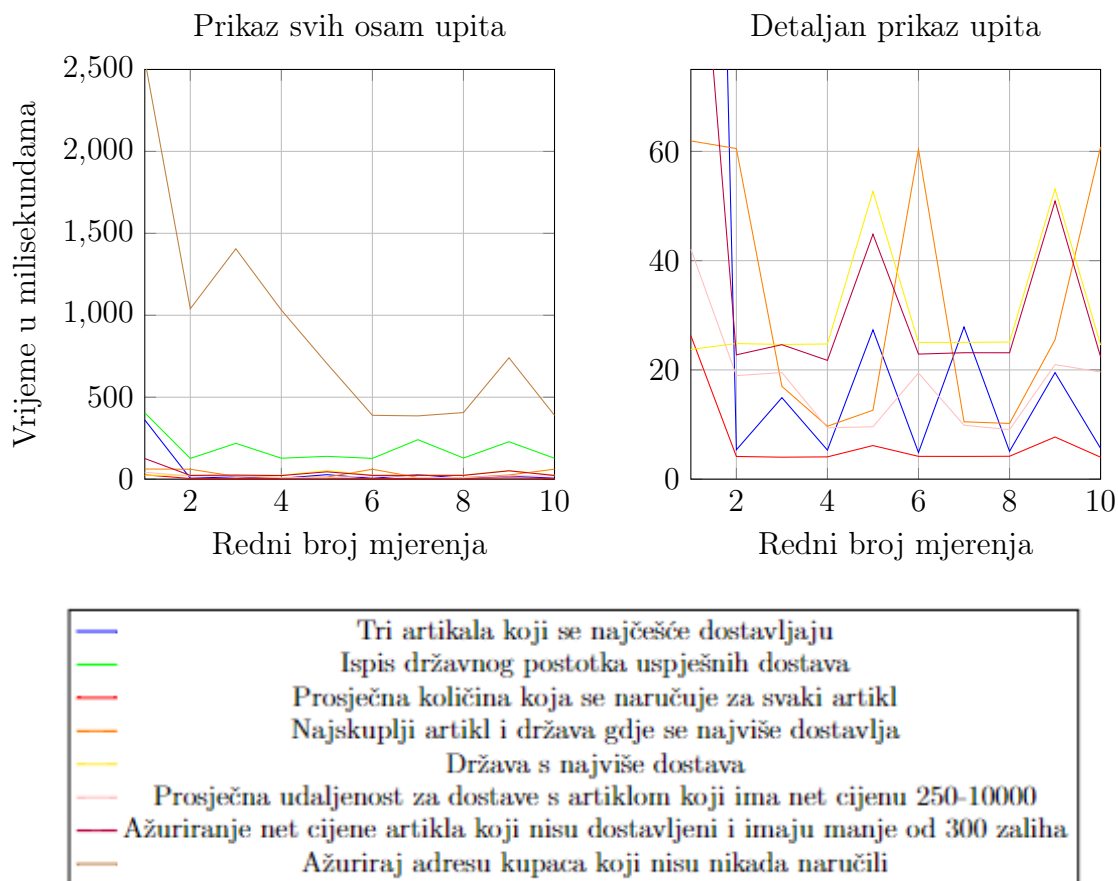 Prikaz svih osam upita
Detaljan prikaz upita
Vrijeme u milisekundama
2,500
2,000
1,500
1,000
500
0
2
4
6
8
10
Redni broj mjerenja
60
40
20
0
2
4
6
8
10
Redni broj mjerenja
Tri artikala koji se najčešće dostavljaju
Ispis državnog postotka uspješnih dostava
Prosječna količina koja se naručuje za svaki artikl
Najskuplji artikl i država gdje se najviše dostavlja
Država s najviše dostava
Prosječna udaljenost za dostave s artiklom koji ima net cijenu 250-10000
Ažuriranje net cijene artikla koji nisu dostavljeni i imaju manje od 300 zaliha
Ažuriraj adresu kupaca koji nisu nikada naručili